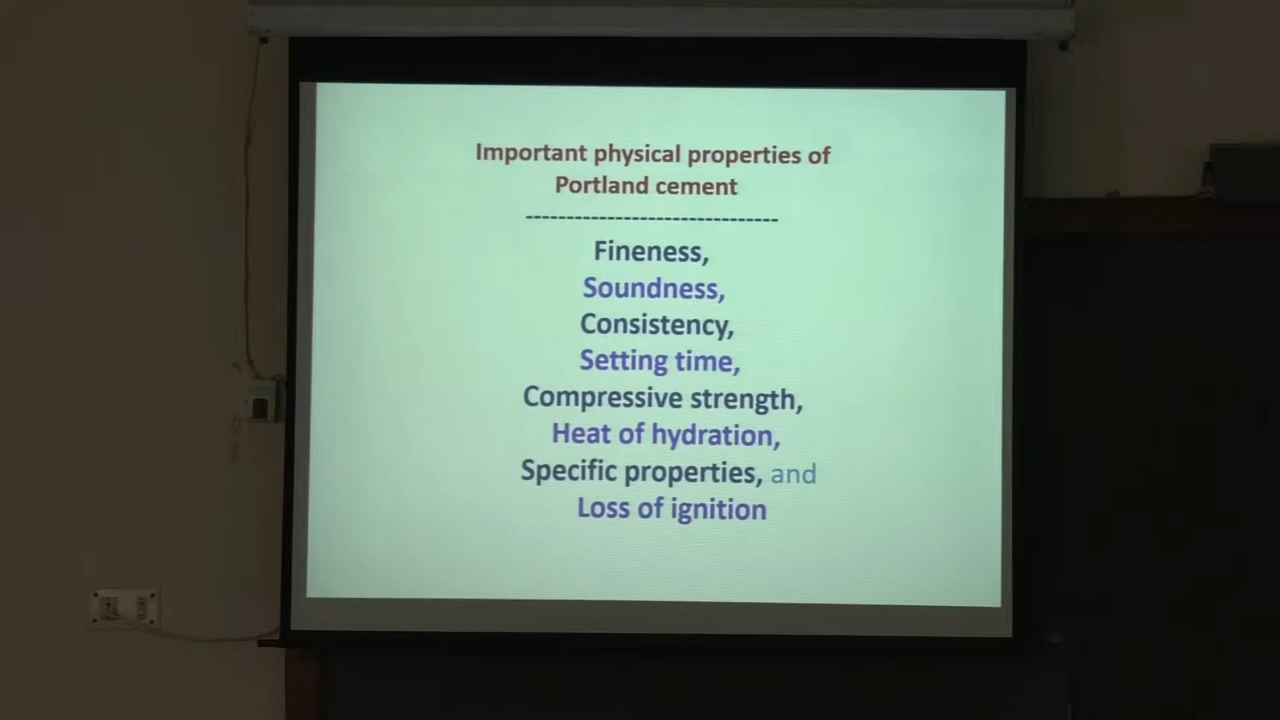 Important physical properties of
Portland cement
-------------------------------
Fineness,
Soundness,
Consistency,
Setting time,
Compressive strength,
Heat of hydration,
Specific properties, and
Loss of ignition